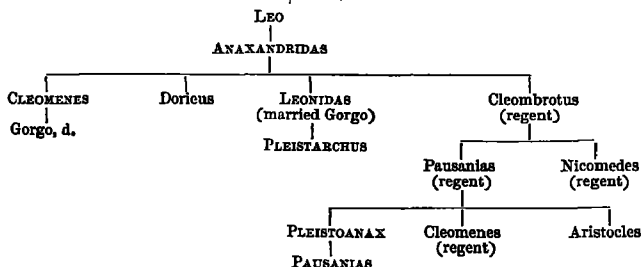 LEO
ANAXANDRIDAS
CLEOMENES Doricus LEONIDAS Cleombrotus
(married Gorgo) (regent)
Gorgo, d.
PLEISTARCHUS
Pausanias Nicomedes
(regent) (regent)
PLEISTOANAX Cleomenes Aristocles
(regent)
PAUSANIAS